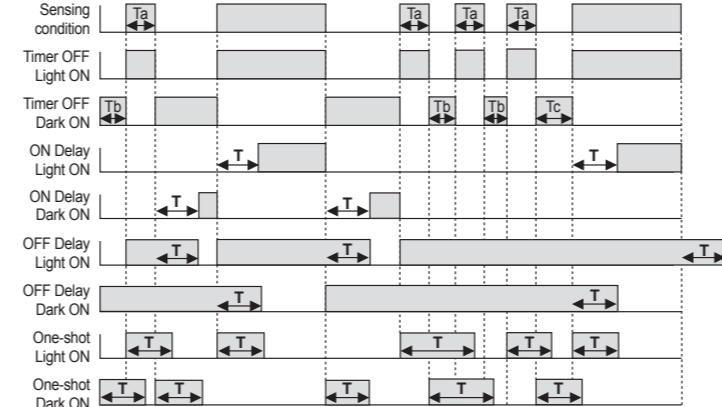 Sensing
condition
Ta Ta Ta Ta
Timer OFF
Light ON
Timer OFF
Dark ON
Tb Tb Tb Tc
ON Delay
Light ON
T T
ON Delay
Dark ON
T T
OFF Delay
Light ON
T T T
OFF Delay
Dark ON
T T
One-shot
Light ON
T T T T T
One-shot
Dark ON
T T T T T